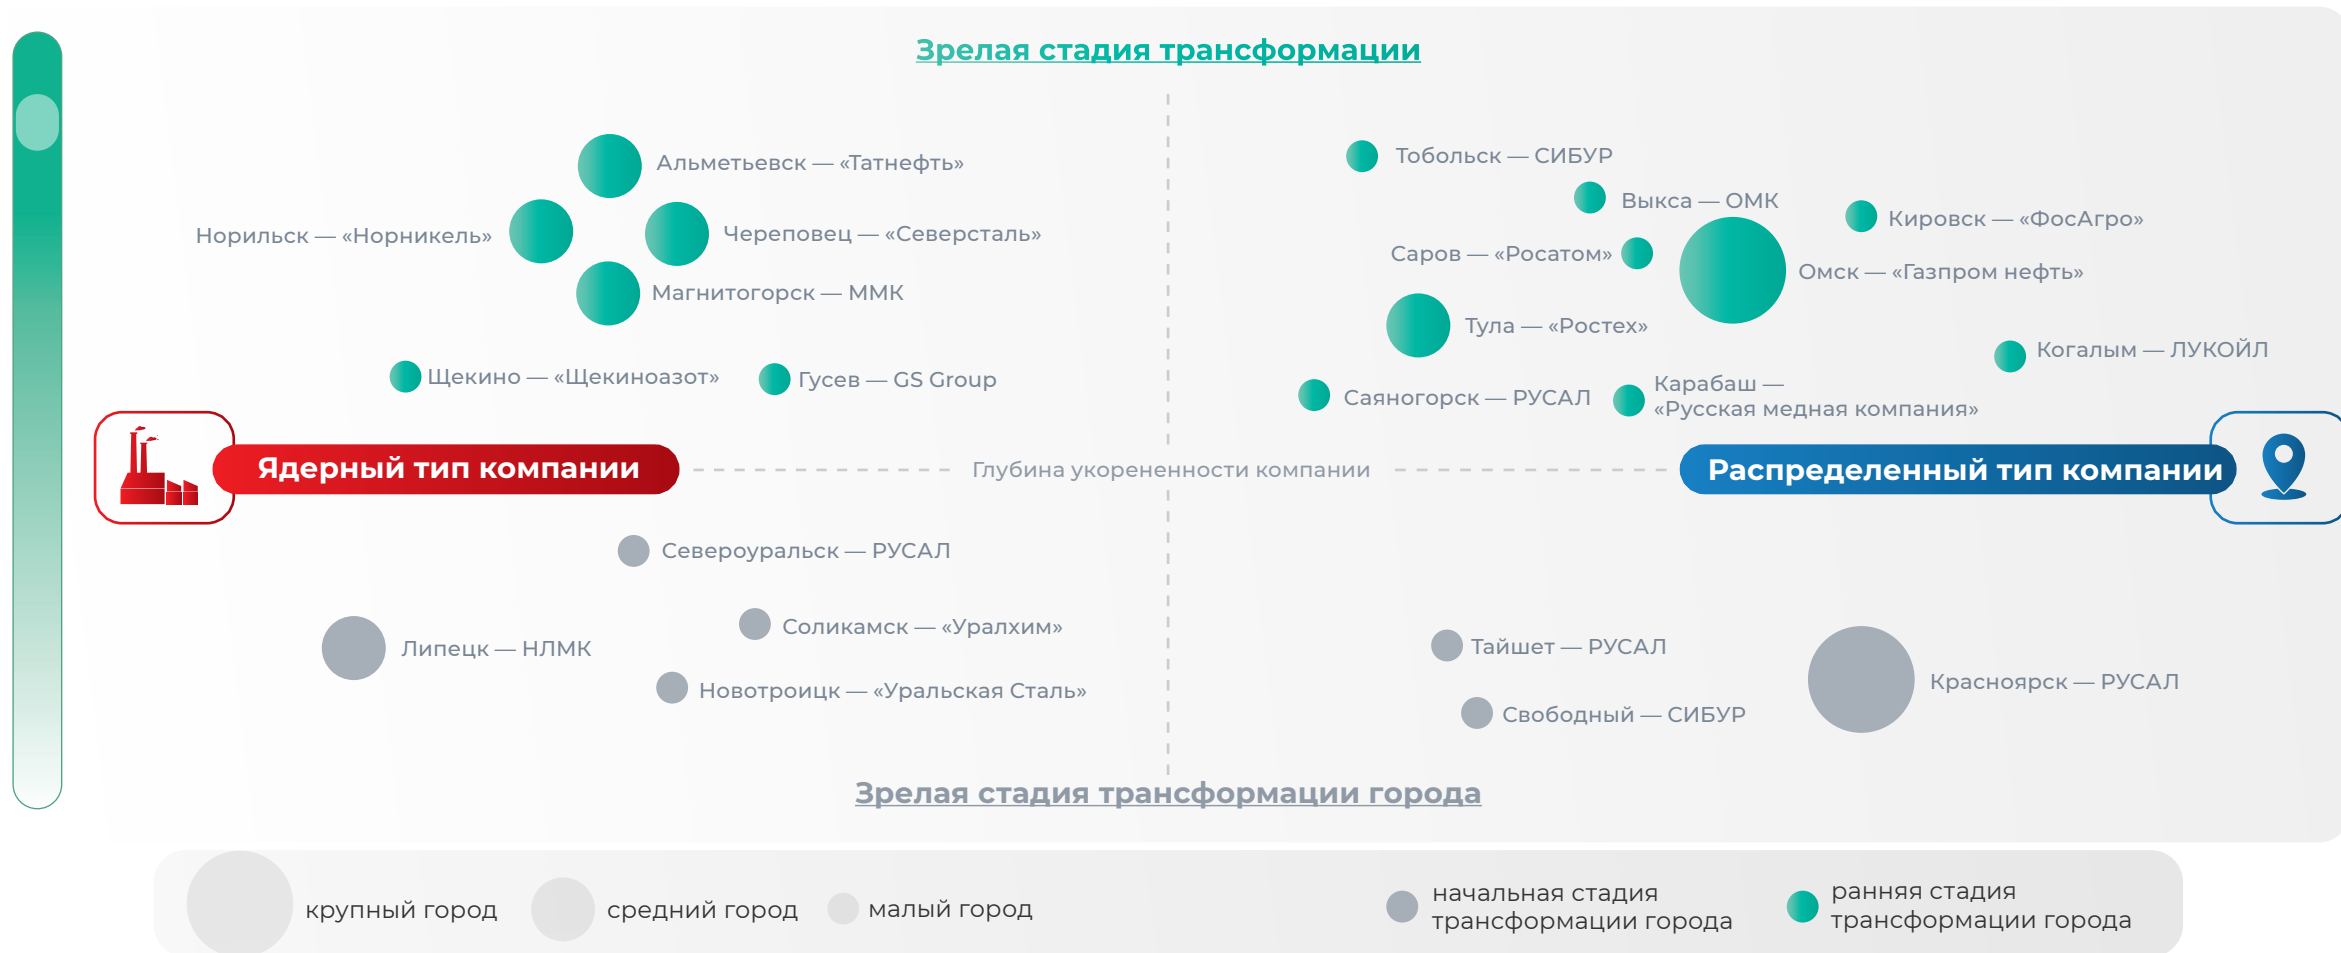 Зрелая стадия трансформации
Альметьевск — «Татнефть»
Норильск — «Норникель»
Череповец — «Северсталь»
Магнитогорск — ММК
Щекино — «Щекиноазот»
Гусев — GS Group
Тобольск — СИБУР
Выкса — ОМК
Кировск — «ФосАгро»
Саров — «Росатом»
Омск — «Газпром нефть»
Тула — «Ростех»
Когалым — ЛУКОЙЛ
Саяногорск — РУСАЛ
Карабаш —
«Русская медная компания»
Ядерный тип компании
Глубина укорененности компании
Распределенный тип компании
Североуральск — РУСАЛ
Соликамск — «Уралхим»
Липецк — НЛМК
Новотроицк — «Уральская Сталь»
Тайшет — РУСАЛ
Красноярск — РУСАЛ
Свободный — СИБУР
Зрелая стадия трансформации города
крупный город
средний город
малый город
начальная стадия
трансформации города
ранняя стадия
трансформации города